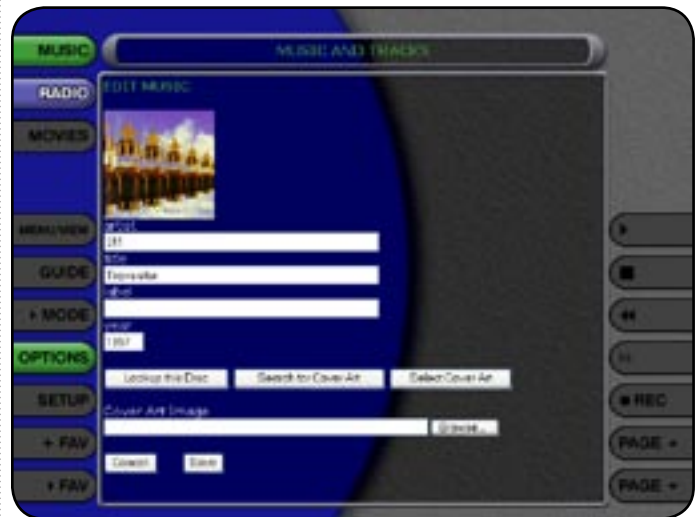 MUSIC
MUSIC AND TRACKS
RADIO
EDIT MUSIC
MOVIES
MENU/VIEW
artist
311
GUIDE
title
Transistor
label
MODE
year
1997
OPTIONS
Lookup this Disc
Search for Cover Art
Select Cover Art
SETUP
Cover Art Image
REC
Browse...
+ FAV
PAGE +
Cancel
Save
FAV
PAGE